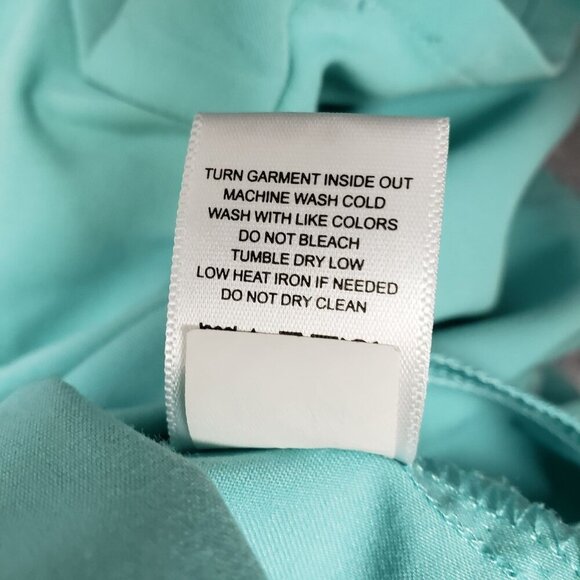 TURN GARMENT INSIDE OUT
MACHINE WASH COLD
WASH WITH LIKE COLORS
DO NOT BLEACH
TUMBLE DRY LOW
LOW HEAT IRON IF NEEDED
DO NOT DRY CLEAN